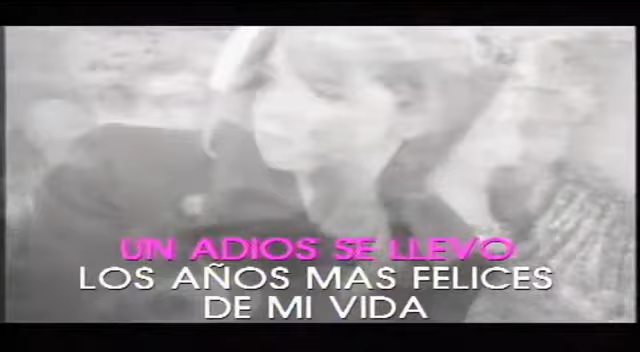 UN ADIOS SE LLEVO
LOS AÑOS MAS FELICES
DE MI VIDA